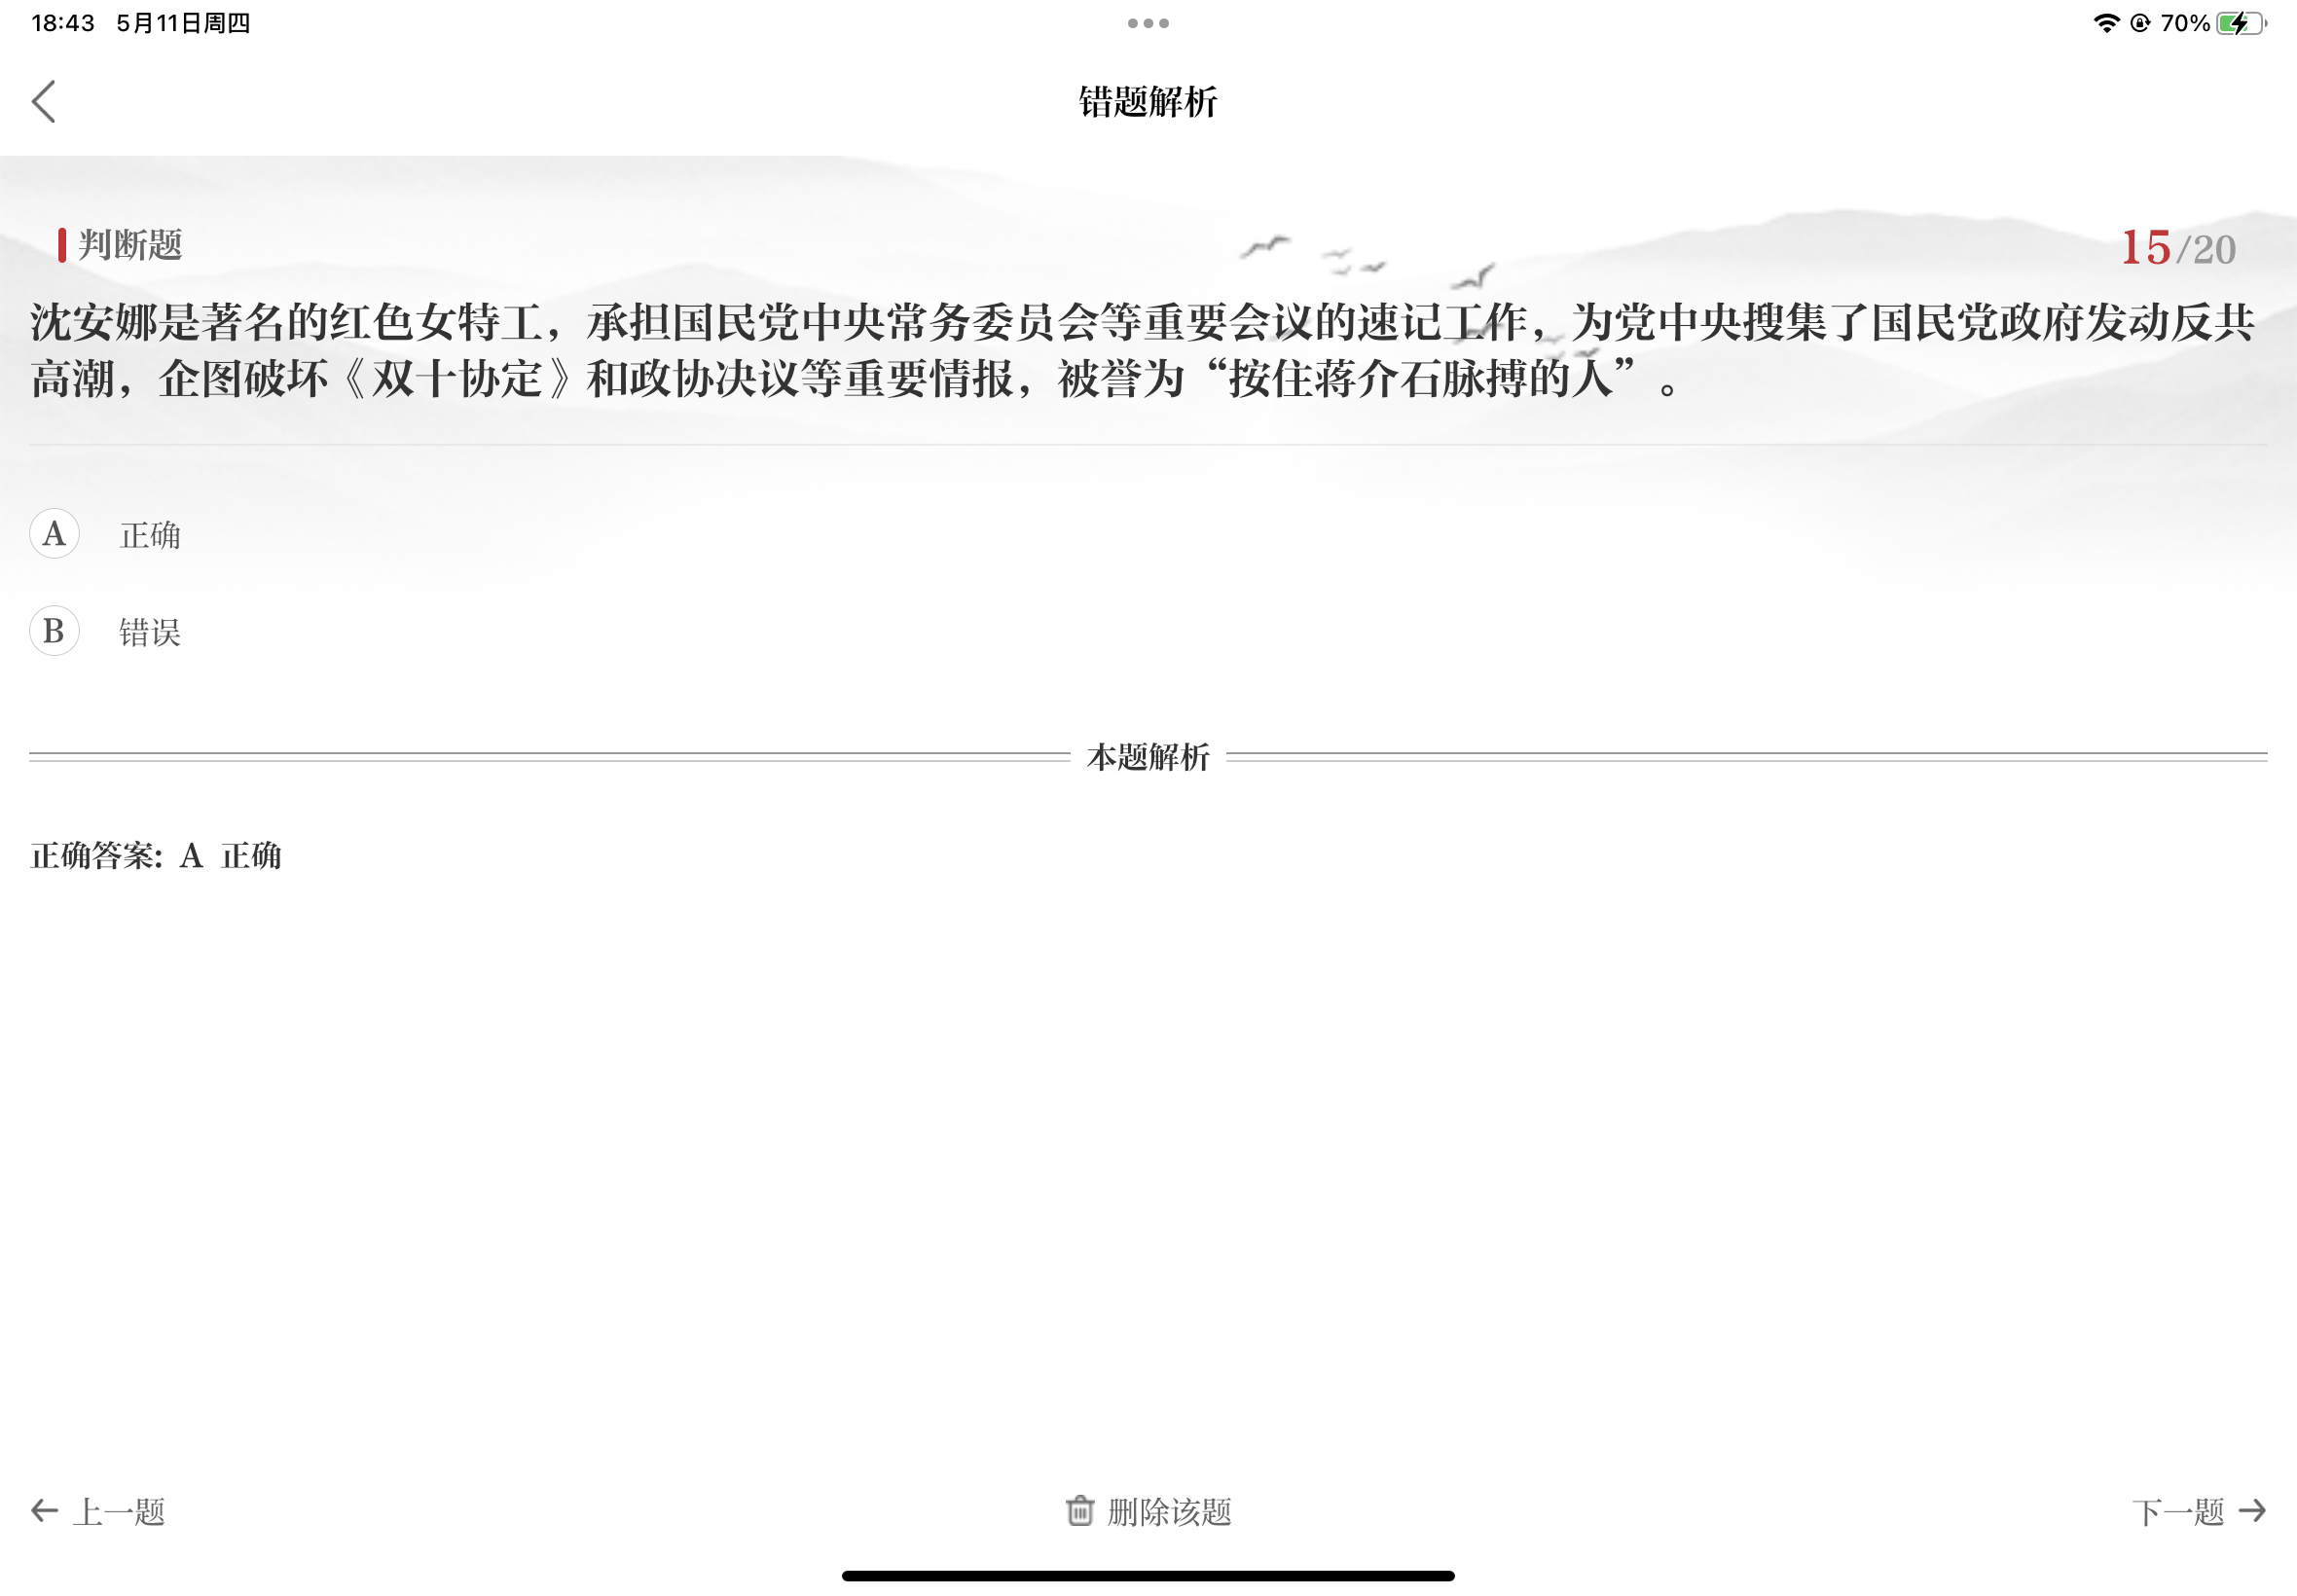 18:43 5月11日周四
70%
错题解析
判断题
15/20
沈安娜是著名的红色女特工，承担国民党中央常务委员会等重要会议的速记工作，为党中央搜集了国民党政府发动反共
高潮，企图破坏《双十协定》和政协决议等重要情报，被誉为“按住蒋介石脉搏的人”。
A 正确
B 错误
本题解析
正确答案: A 正确
上一题
删除该题
下一题